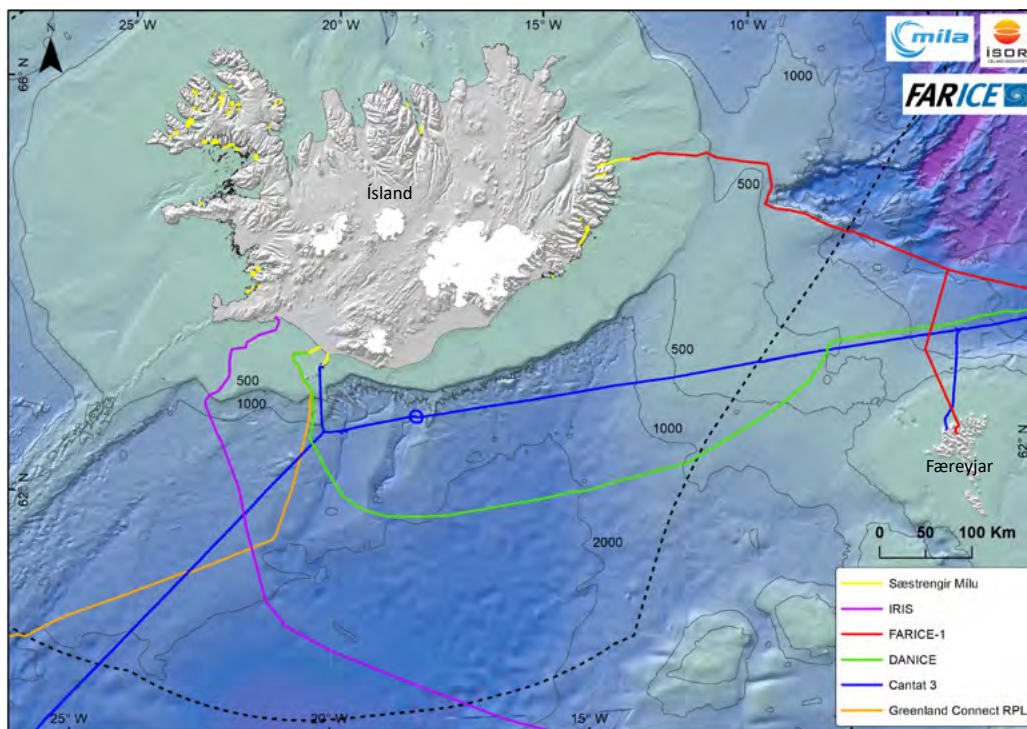 25° W
20° W
15° W
10° W
N
66° N
mila
ÍSOR
FARICE
1000
500
Ísland
500
1000
500
1000
2000
62° N
62° N
Færeyjar
0 50 100 Km
Sæstrengir Mílu
IRIS
FARICE-1
DANICE
Cantat 3
Greenland Connect RPL
25° W
20° W
15° W